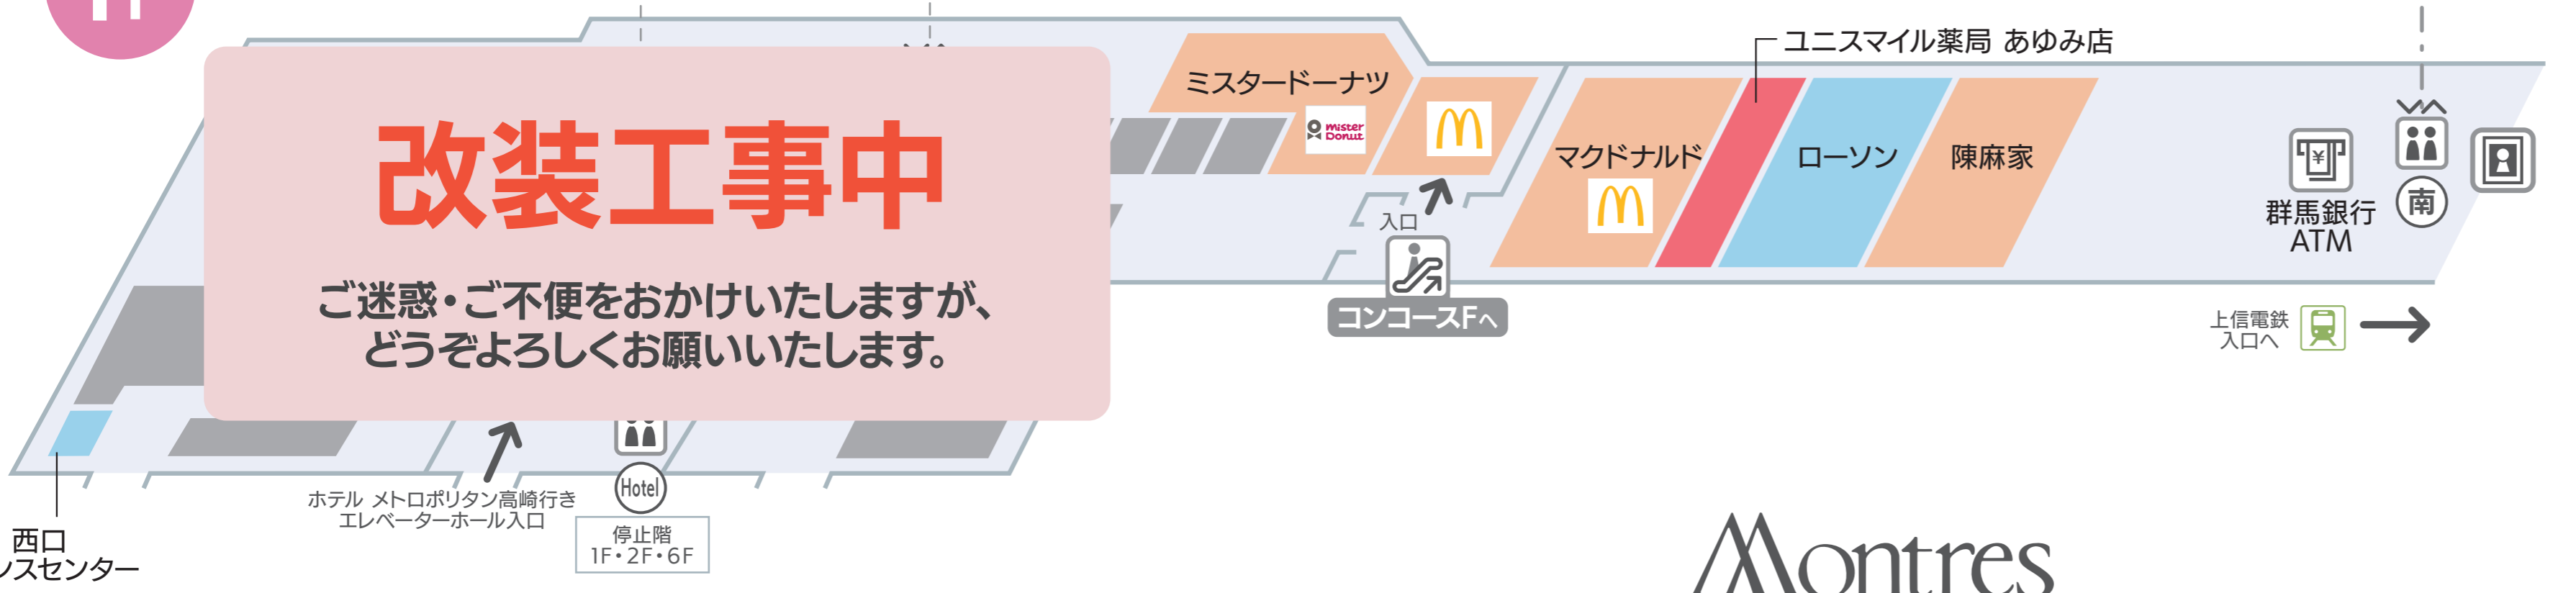 ユニスマイル薬局 あゆみ店
ミスタードーナツ
mister
Donut
改装工事中
ご迷惑・ご不便をおかけいたしますが、
どうぞよろしくお願いいたします。
マクドナルド
ローソン
陳麻家
群馬銀行
ATM
南
入口
コンコースFへ
上信電鉄
入口へ
ホテル メトロポリタン高崎行き
エレベーターホール入口
Hotel
停止階
1F・2F・6F
西口
ンスセンター
Montres